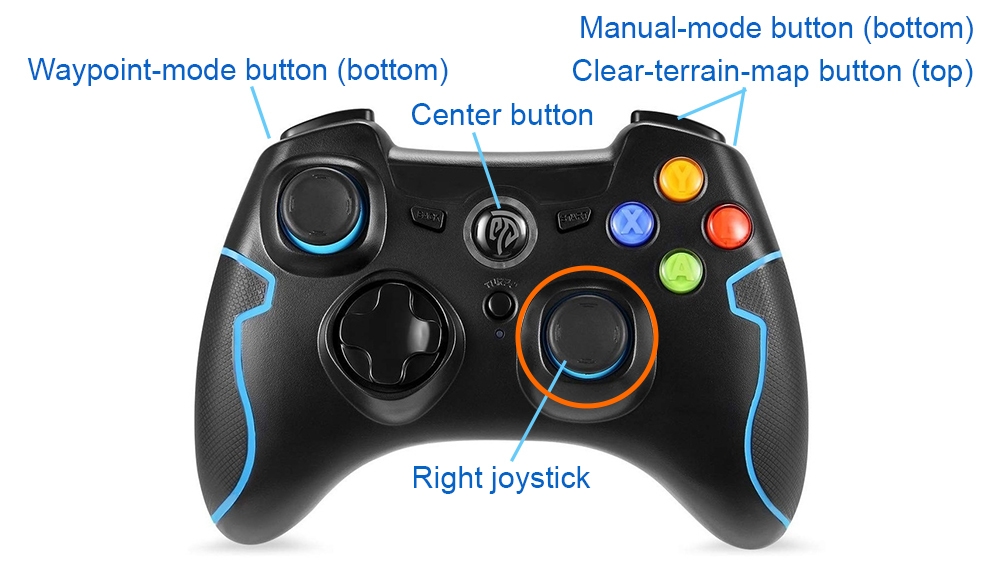 Manual-mode button (bottom)
Waypoint-mode button (bottom)
Clear-terrain-map button (top)
Center button
Y
BACK
START
X
A
Right joystick